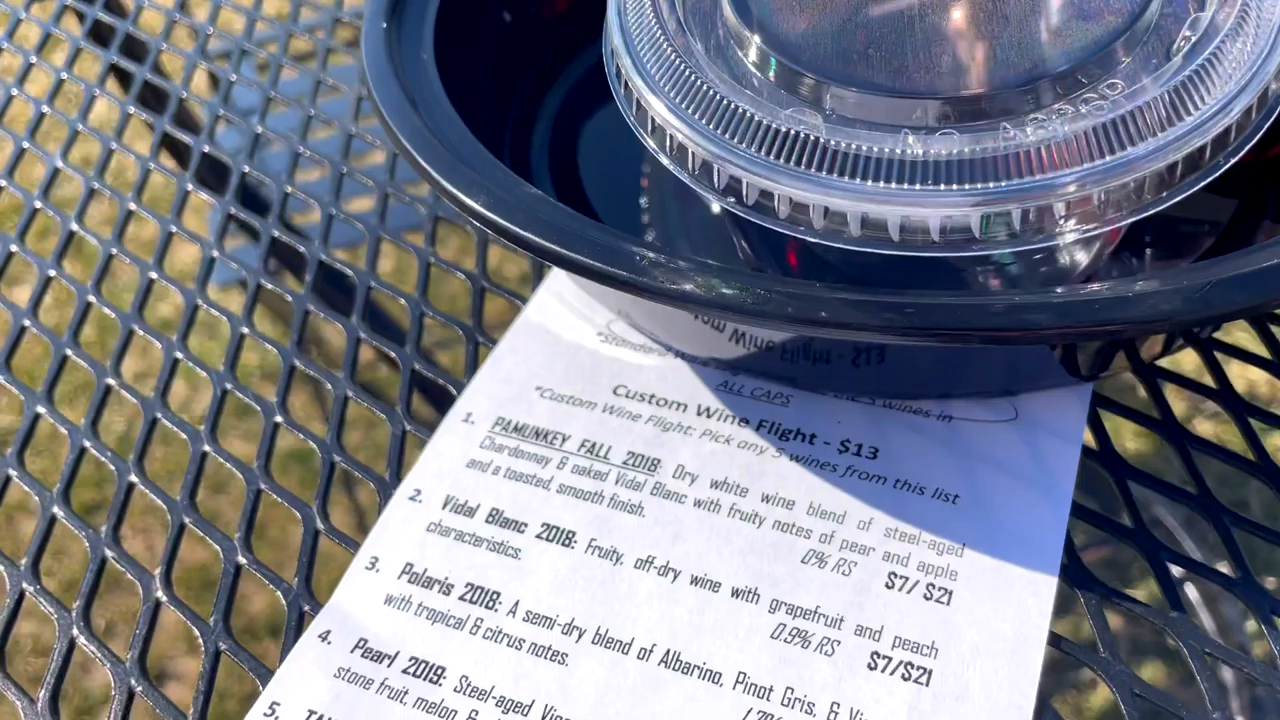 Wine Flight - $13
*Standard
5 wines in
ALL CAPS
Custom Wine Flight - $13
*Custom Wine Flight: Pick any 5 wines from this list
1. PAMUNKEY FALL 2018: Dry white wine blend of steel-aged
Chardonnay & oaked Vidal Blanc with fruity notes of pear and apple
and a toasted, smooth finish. 0% RS $7/ $21
2. Vidal Blanc 2018: Fruity, off-dry wine with grapefruit and peach
characteristics. 0.9% RS $7/$21
3. Polaris 2018: A semi-dry blend of Albarino, Pinot Gris, &
with tropical & citrus notes.
4. Pearl 2019: Steel-aged
stone fruit, melon &
5.